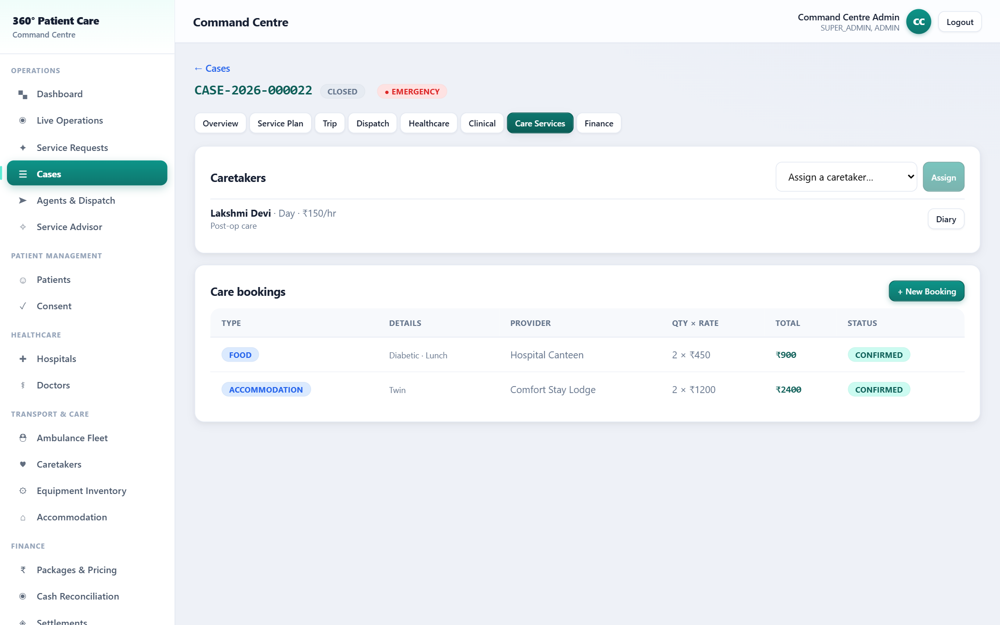 360° Patient Care
Command Centre
OPERATIONS
Dashboard
Live Operations
Service Requests
Cases
Agents & Dispatch
Service Advisor
PATIENT MANAGEMENT
Patients
Consent
HEALTHCARE
Hospitals
Doctors
TRANSPORT & CARE
Ambulance Fleet
Caretakers
Equipment Inventory
Accommodation
FINANCE
₹ Packages & Pricing
Cash Reconciliation
Settlements
Command Centre
Command Centre Admin
SUPER_ADMIN, ADMIN
CC
Logout
← Cases
CASE-2026-000022 CLOSED ● EMERGENCY
Overview Service Plan Trip Dispatch Healthcare Clinical Care Services Finance
Caretakers
Assign a caretaker...
Assign
Lakshmi Devi · Day · ₹150/hr
Post-op care
Diary
Care bookings
+ New Booking
TYPE DETAILS PROVIDER QTY × RATE TOTAL STATUS
FOOD Diabetic · Lunch Hospital Canteen 2 × ₹450 ₹900 CONFIRMED
ACCOMMODATION Twin Comfort Stay Lodge 2 × ₹1200 ₹2400 CONFIRMED